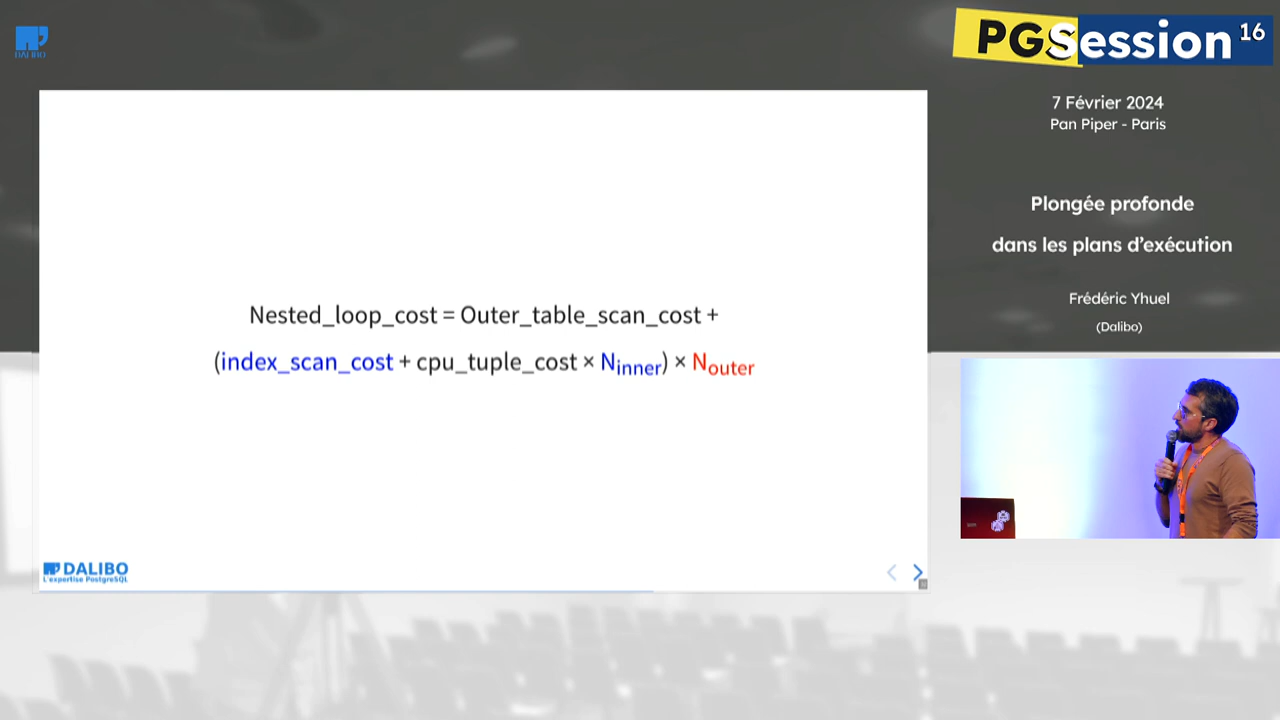 DALIBO
PGSession 16
7 Février 2024
Pan Piper - Paris
Plongée profonde
dans les plans d'exécution
Frédéric Yhuel
(Dalibo)
Nested_loop_cost = Outer_table_scan_cost +
(index_scan_cost + cpu_tuple_cost × Ninner) × Nouter
DALIBO
L'expertise PostgreSQL